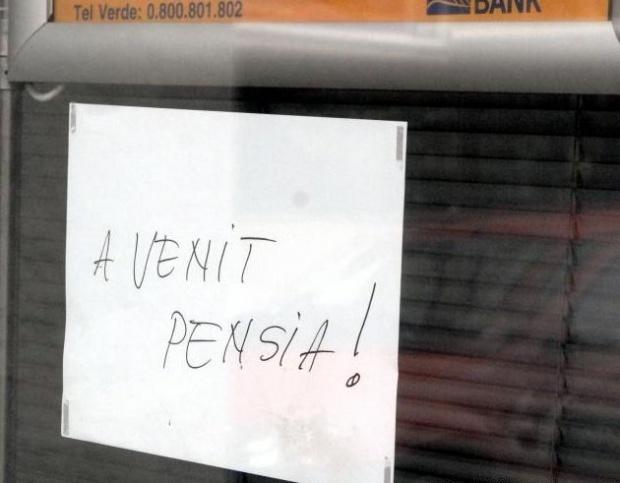 Tel Verde: 0.800.801.802
BANK
A VENIT
PENSIA!